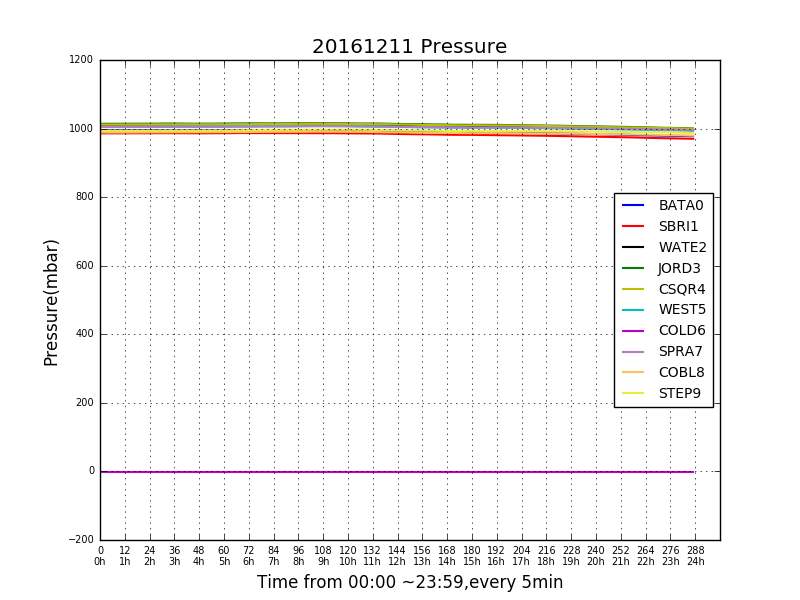 20161211 Pressure
1200
1000
800
600
400
200
0
−200
Pressure(mbar)
BATA0
SBRI1
WATE2
JORD3
CSQR4
WEST5
COLD6
SPRA7
COBL8
STEP9
0 12 24 36 48 60 72 84 96 108 120 132 144 156 168 180 192 204 216 228 240 252 264 276 288
0h 1h 2h 3h 4h 5h 6h 7h 8h 9h 10h 11h 12h 13h 14h 15h 16h 17h 18h 19h 20h 21h 22h 23h 24h
Time from 00:00 ~23:59,every 5min